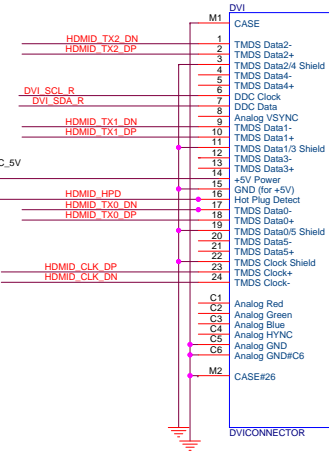 DVI
M1 CASE
HDMID_TX2_DN 1 TMDS Data2-
HDMID_TX2_DP 2 TMDS Data2+
3 TMDS Data2/4 Shield
4 TMDS Data4-
5 TMDS Data4+
DVI_SCL_R 6 DDC Clock
DVI_SDA_R 7 DDC Data
8 Analog VSYNC
HDMID_TX1_DN 9 TMDS Data1-
HDMID_TX1_DP 10 TMDS Data1+
11 TMDS Data1/3 Shield
12 TMDS Data3-
C_5V 13 TMDS Data3+
14 +5V Power
15 GND (for +5V)
HDMID_HPD 16 Hot Plug Detect
HDMID_TX0_DN 17 TMDS Data0-
HDMID_TX0_DP 18 TMDS Data0+
19 TMDS Data0/5 Shield
20 TMDS Data5-
21 TMDS Data5+
22 TMDS Clock Shield
HDMID_CLK_DP 23 TMDS Clock+
HDMID_CLK_DN 24 TMDS Clock-
C1 Analog Red
C2 Analog Green
C3 Analog Blue
C4 Analog HYNC
C5 Analog GND
C6 Analog GND#C6
M2 CASE#26
DVICONNECTOR